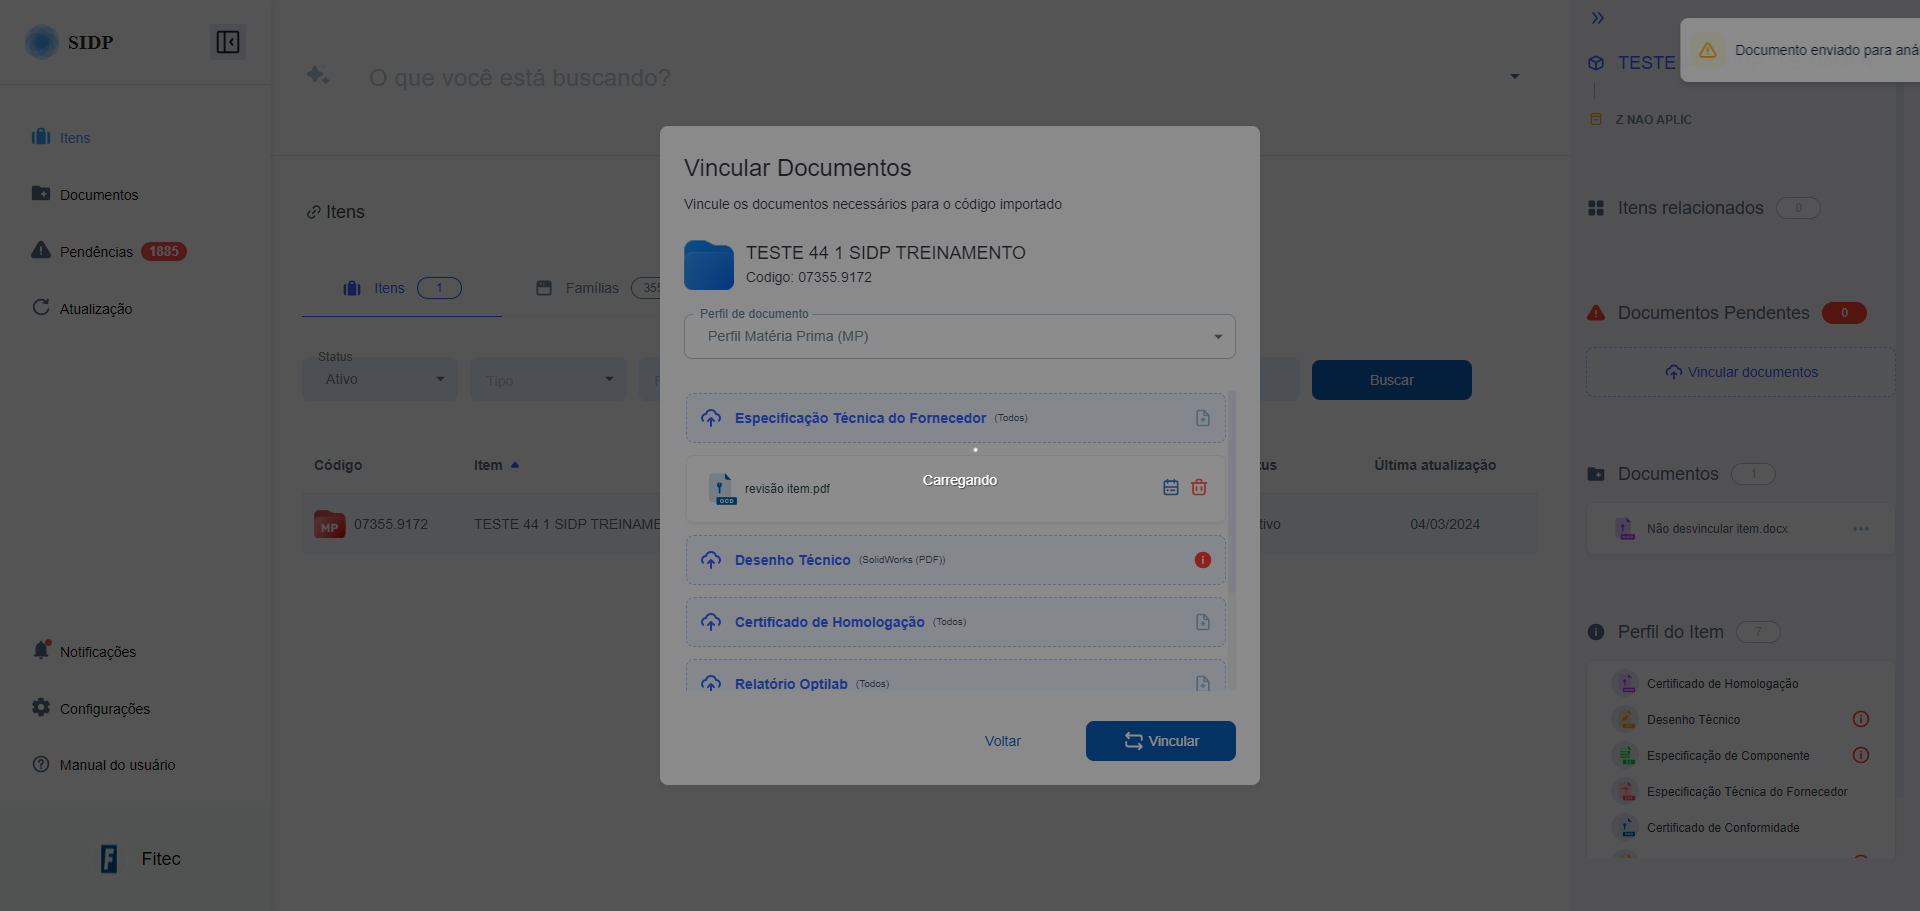 SIDP
Itens
Documentos
Pendências 1885
Atualização
Notificações
Configurações
Manual do usuário
Fitec
O que você está buscando?
Itens
Itens 1
Famílias
Status
Ativo
Tipo
Buscar
Código
Item
Última atualização
MP 07355.9172
TESTE 44 1 SIDP TREINAME
04/03/2024
Vincular Documentos
Vincule os documentos necessários para o código importado
TESTE 44 1 SIDP TREINAMENTO
Codigo: 07355.9172
Perfil de documento
Perfil Matéria Prima (MP)
Especificação Técnica do Fornecedor (Todos)
Carregando
revisão item.pdf
Desenho Técnico (SolidWorks (PDF))
Certificado de Homologação (Todos)
Relatório Optilab (Todos)
Voltar
Vincular
Documento enviado para aná
TESTE
Z NAO APLIC
Itens relacionados 0
Documentos Pendentes 0
Vincular documentos
Documentos 1
Não desvincular item.docx
Perfil do Item 7
Certificado de Homologação
Desenho Técnico
Especificação de Componente
Especificação Técnica do Fornecedor
Certificado de Conformidade